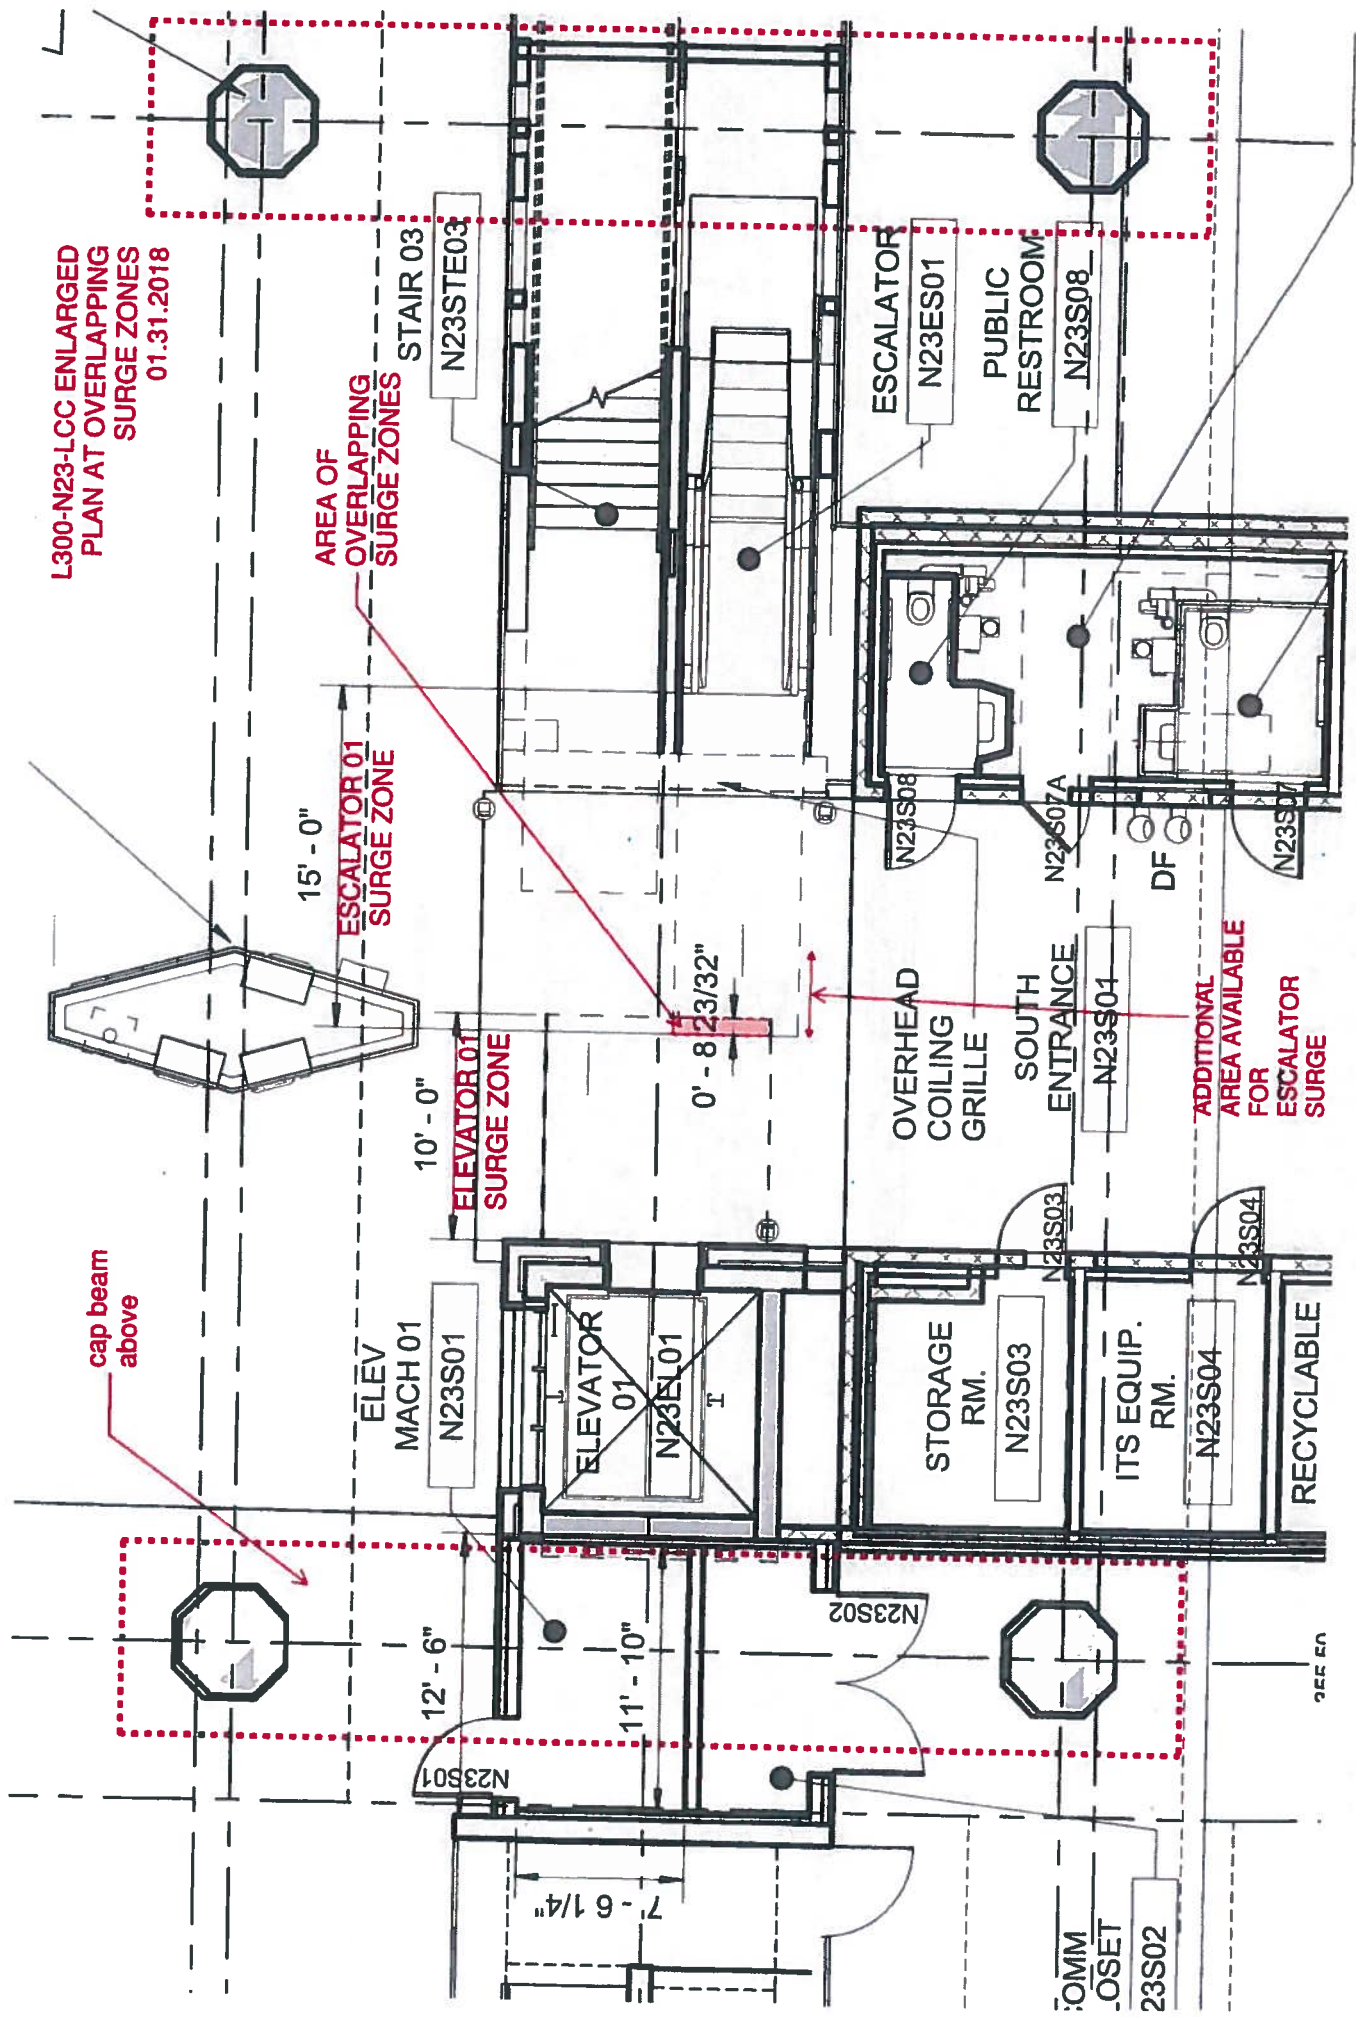 L300-N23-LCC ENLARGED
PLAN AT OVERLAPPING
SURGE ZONES
01.31.2018
STAIR 03
N23STE03
AREA OF
OVERLAPPING
SURGE ZONES
ESCALATOR
N23ES01
PUBLIC
RESTROOM
N23S08
15' - 0"
ESCALATOR 01
SURGE ZONE
N23S08
N23S07A
N23S07
DF
0' - 8 23/32"
10' - 0"
ELEVATOR 01
SURGE ZONE
OVERHEAD
COILING
GRILLE
SOUTH
ENTRANCE
N23S01
ADDITIONAL
AREA AVAILABLE
FOR
ESCALATOR
SURGE
cap beam
above
ELEV
MACH 01
N23S01
ELEVATOR
01
N23EL01
N23S03
N23S04
STORAGE
RM.
N23S03
ITS EQUIP.
RM.
N23S04
RECYCLABLE
12' - 6"
11' - 10"
N23S02
N23S01
7' - 6 1/4"
OMM
OSET
23S02